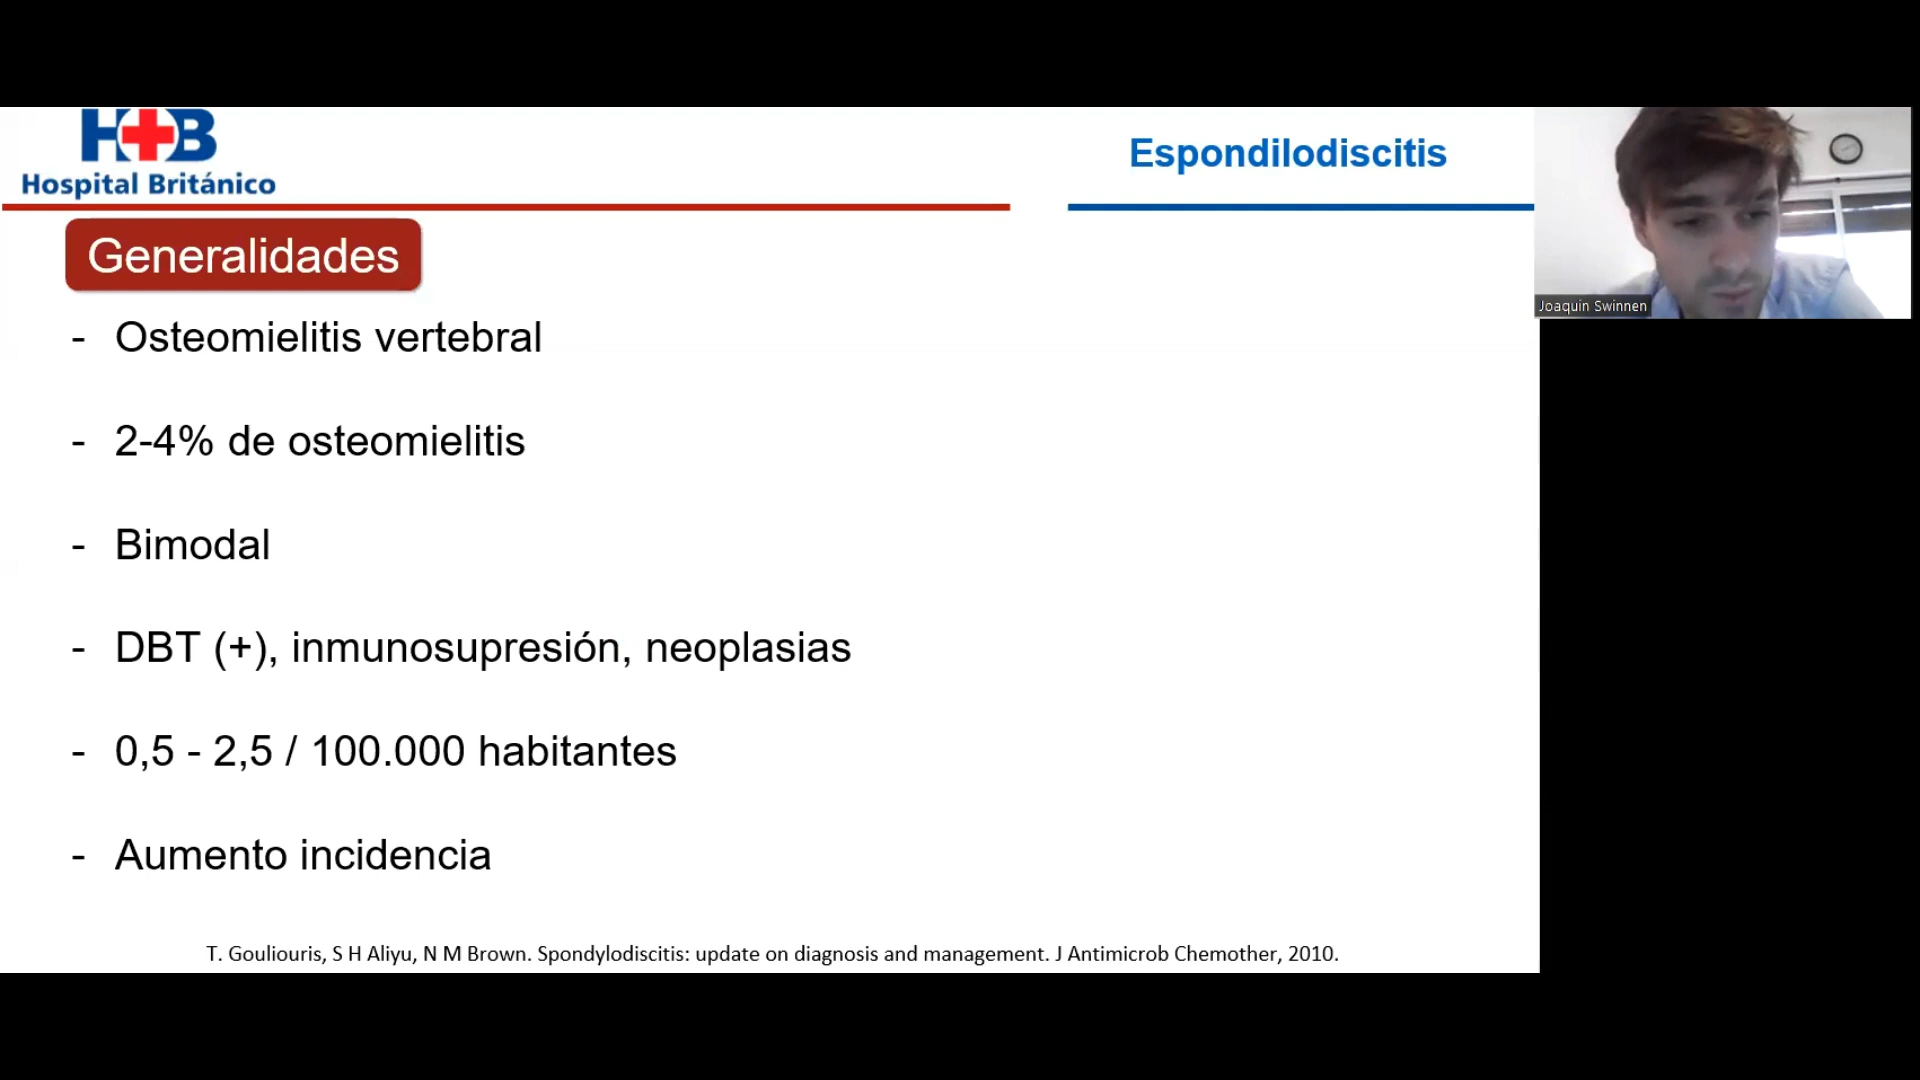 H+B
Hospital Británico
Espondilodiscitis
Joaquin Swinnen
Generalidades
- Osteomielitis vertebral
- 2-4% de osteomielitis
- Bimodal
- DBT (+), inmunosupresión, neoplasias
- 0,5 - 2,5 / 100.000 habitantes
- Aumento incidencia
T. Gouliouris, S H Aliyu, N M Brown. Spondylodiscitis: update on diagnosis and management. J Antimicrob Chemother, 2010.